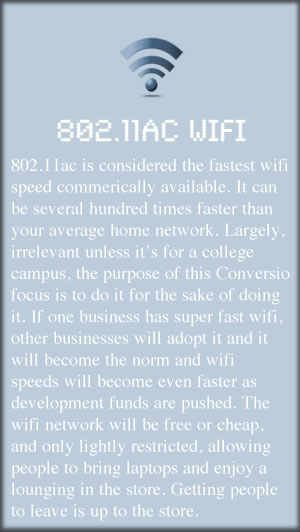 802.11AC WIFI
802.11ac is considered the fastest wifi
speed commerically available. It can
be several hundred times faster than
your average home network. Largely,
irrelevant unless it's for a college
campus, the purpose of this Conversio
focus is to do it for the sake of doing
it. If one business has super fast wifi,
other businesses will adopt it and it
will become the norm and wifi
speeds will become even faster as
development funds are pushed. The
wifi network will be free or cheap,
and only lightly restricted, allowing
people to bring laptops and enjoy a
lounging in the store. Getting people
to leave is up to the store.